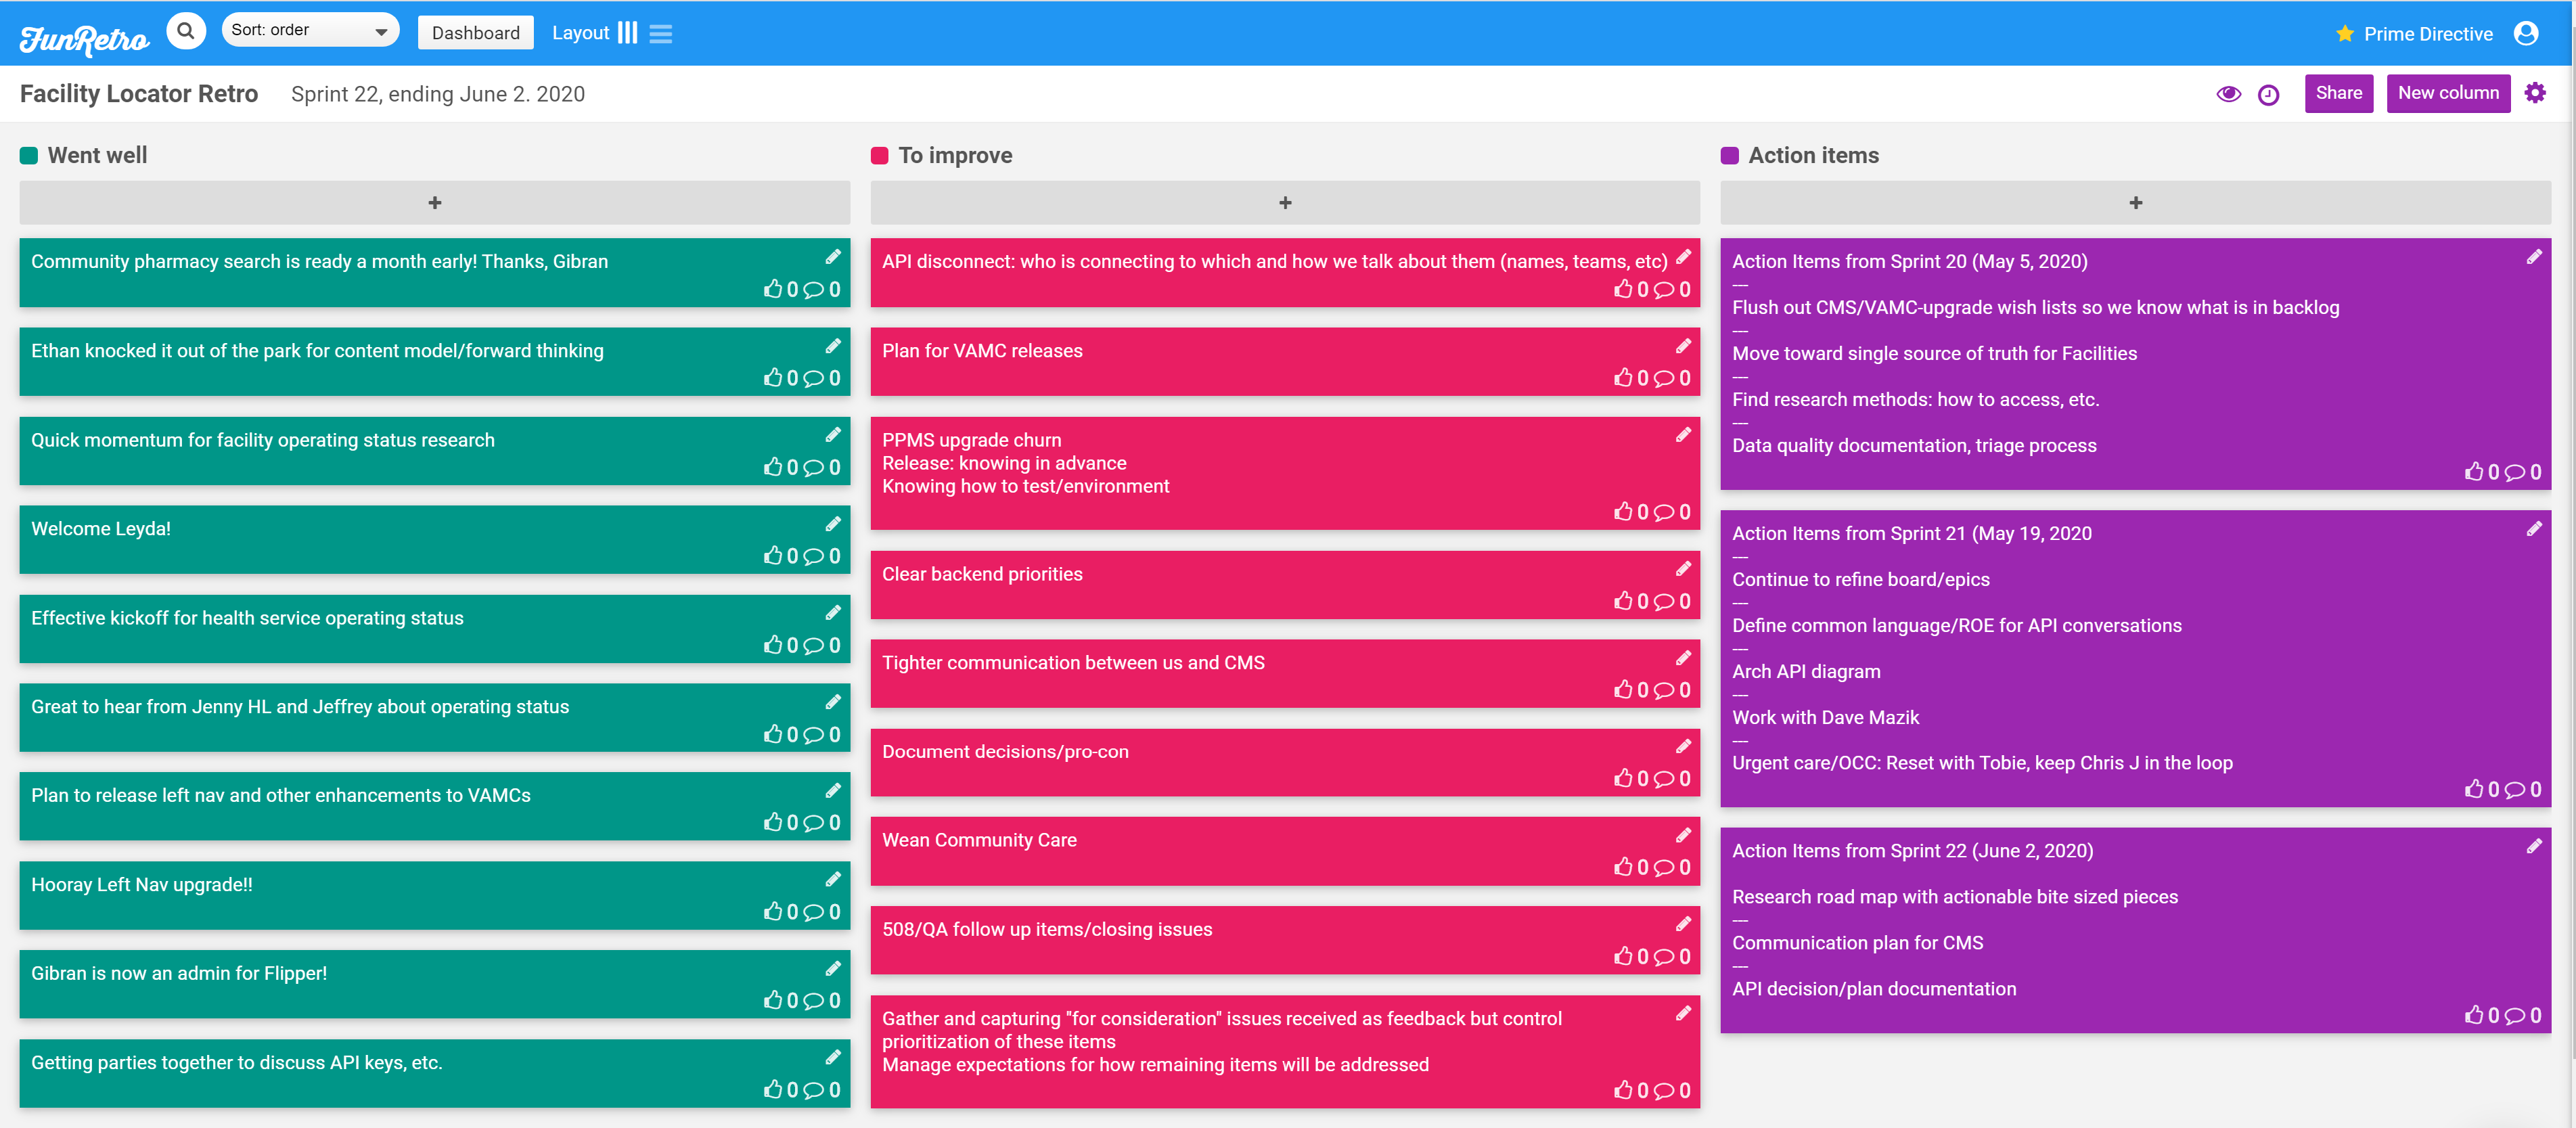 FunRetro
Sort: order
Dashboard
Layout
Prime Directive
Facility Locator Retro
Sprint 22, ending June 2. 2020
Share
New column
Went well
+
Community pharmacy search is ready a month early! Thanks, Gibran
0 0
Ethan knocked it out of the park for content model/forward thinking
0 0
Quick momentum for facility operating status research
0 0
Welcome Leyda!
0 0
Effective kickoff for health service operating status
0 0
Great to hear from Jenny HL and Jeffrey about operating status
0 0
Plan to release left nav and other enhancements to VAMCs
0 0
Hooray Left Nav upgrade!!
0 0
Gibran is now an admin for Flipper!
0 0
Getting parties together to discuss API keys, etc.
0 0
To improve
+
API disconnect: who is connecting to which and how we talk about them (names, teams, etc)
0 0
Plan for VAMC releases
0 0
PPMS upgrade churn
Release: knowing in advance
Knowing how to test/environment
0 0
Clear backend priorities
0 0
Tighter communication between us and CMS
0 0
Document decisions/pro-con
0 0
Wean Community Care
0 0
508/QA follow up items/closing issues
0 0
Gather and capturing "for consideration" issues received as feedback but control
prioritization of these items
Manage expectations for how remaining items will be addressed
0 0
Action items
+
Action Items from Sprint 20 (May 5, 2020)
---
Flush out CMS/VAMC-upgrade wish lists so we know what is in backlog
---
Move toward single source of truth for Facilities
---
Find research methods: how to access, etc.
---
Data quality documentation, triage process
0 0
Action Items from Sprint 21 (May 19, 2020
---
Continue to refine board/epics
---
Define common language/ROE for API conversations
---
Arch API diagram
---
Work with Dave Mazik
---
Urgent care/OCC: Reset with Tobie, keep Chris J in the loop
0 0
Action Items from Sprint 22 (June 2, 2020)
Research road map with actionable bite sized pieces
---
Communication plan for CMS
---
API decision/plan documentation
0 0